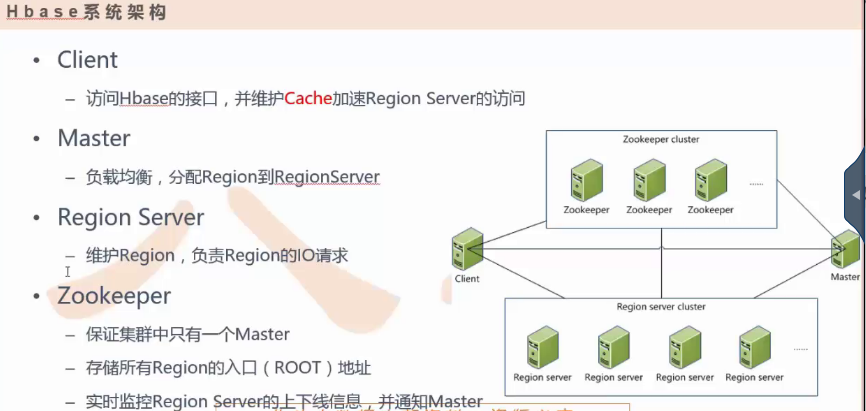 Hbase系统架构
• Client
– 访问Hbase的接口，并维护Cache加速Region Server的访问
• Master
– 负载均衡，分配Region到RegionServer
• Region Server
– 维护Region，负责Region的IO请求
• Zookeeper
– 保证集群中只有一个Master
– 存储所有Region的入口（ROOT）地址
– 实时监控Region Server的上下线信息，并通知Master
Zookeeper cluster
Zookeeper Zookeeper Zookeeper ......
Client
Master
Region server cluster
Region server Region server Region server Region server ......